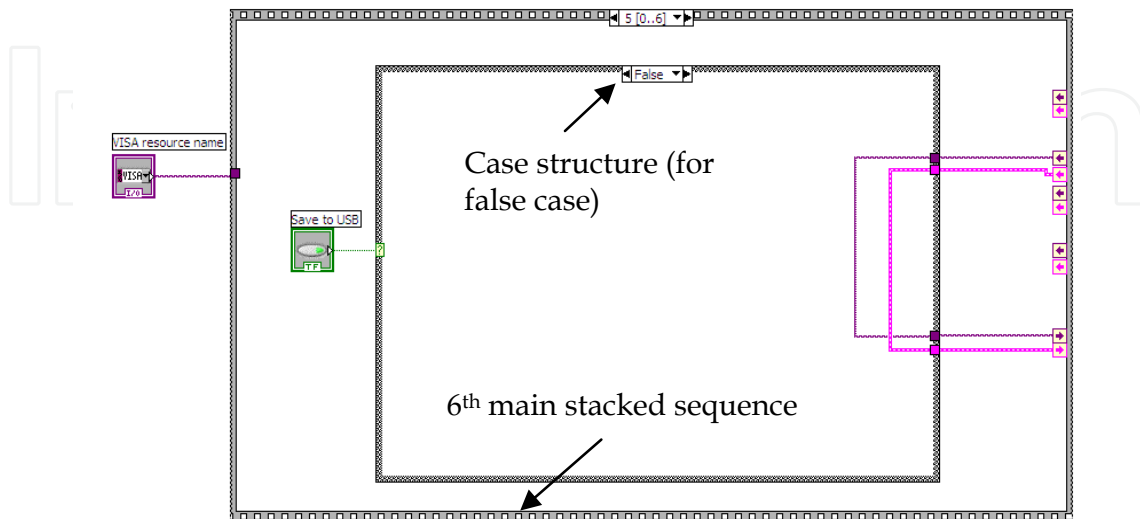 5 [0..6]
False
VISA resource name
VISA
I/O
Case structure (for
false case)
Save to USB
?
TF
6th main stacked sequence